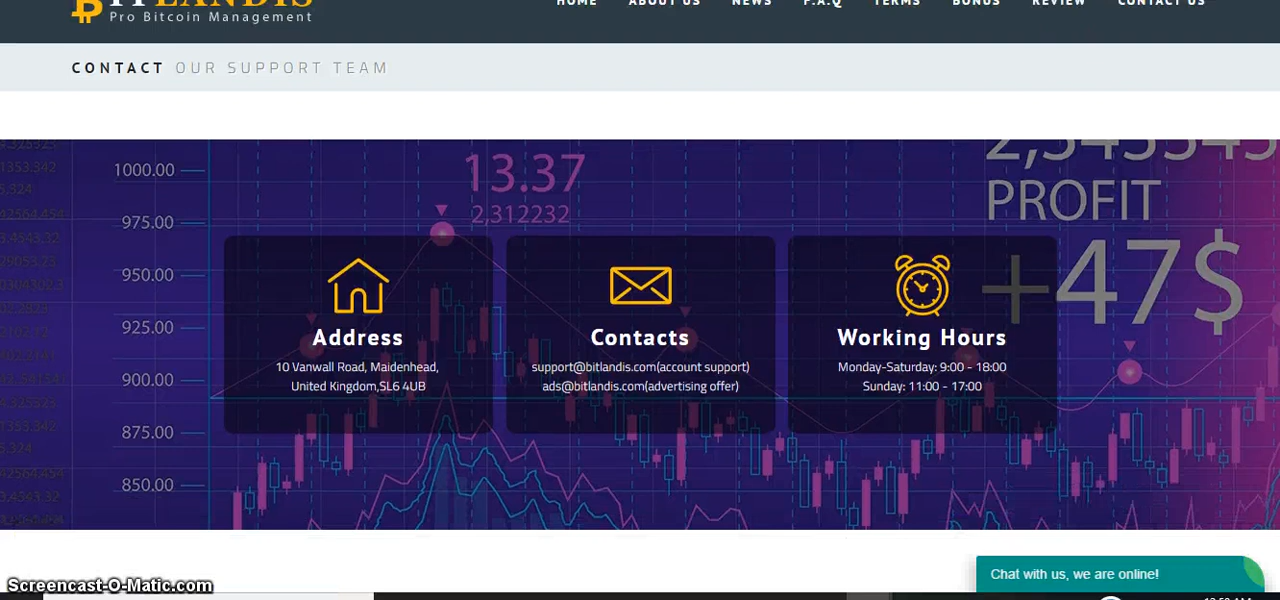 BITLANDIS
Pro Bitcoin Management
HOME ABOUT US NEWS F.A.Q TERMS BONUS REVIEW CONTACT US
CONTACT OUR SUPPORT TEAM
1000.00
975.00
950.00
925.00
900.00
875.00
850.00
13.37
2,312232
PROFIT
+47$
Address
10 Vanwall Road, Maidenhead,
United Kingdom,SL6 4UB
Contacts
support@bitlandis.com(account support)
ads@bitlandis.com(advertising offer)
Working Hours
Monday-Saturday: 9:00 - 18:00
Sunday: 11:00 - 17:00
Chat with us, we are online!
Screencast-O-Matic.com